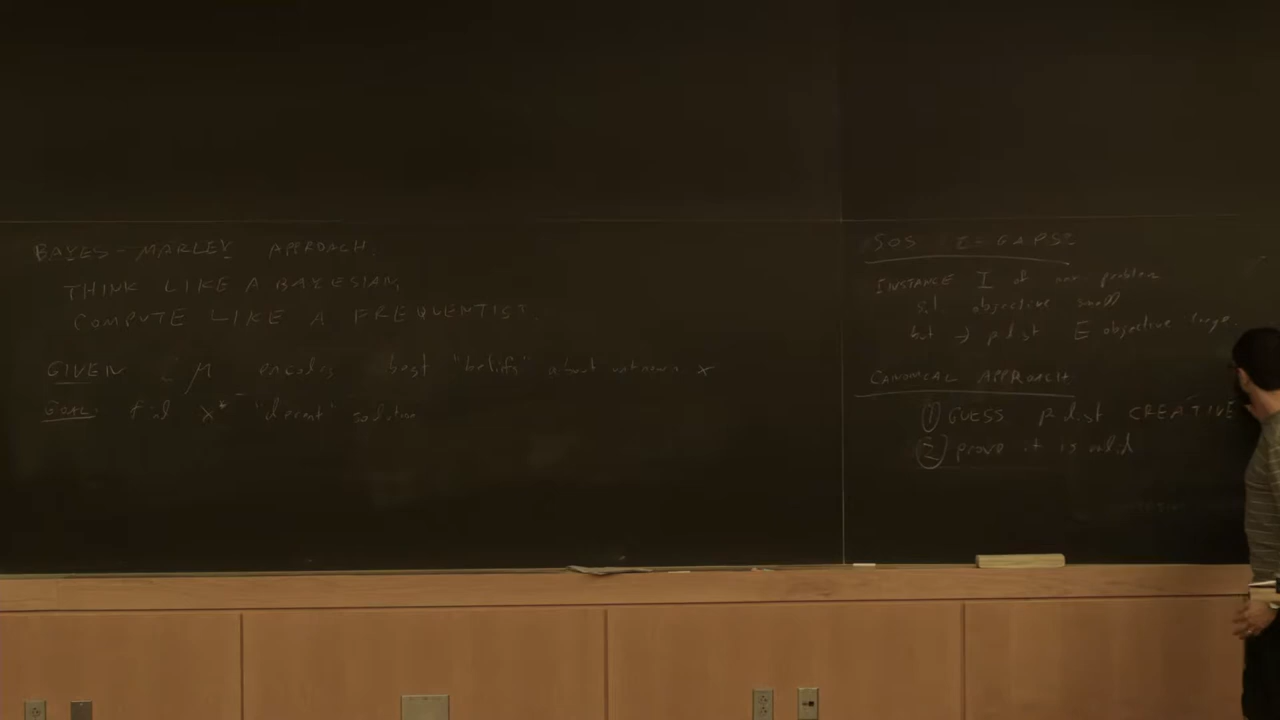 BAYES-MARLEY APPROACH.
THINK LIKE A BAYESIAN,
COMPUTE LIKE A FREQUENTIST.
GIVEN μ encodes best "beliefs" about unknown x
GOAL: find x* "decent" solution
SOS GAPS:
INSTANCE I of problem
s.t objective small
but pdist E objective large.
CANONICAL APPROACH
① GUESS pdist CREATIVE
② prove it is valid